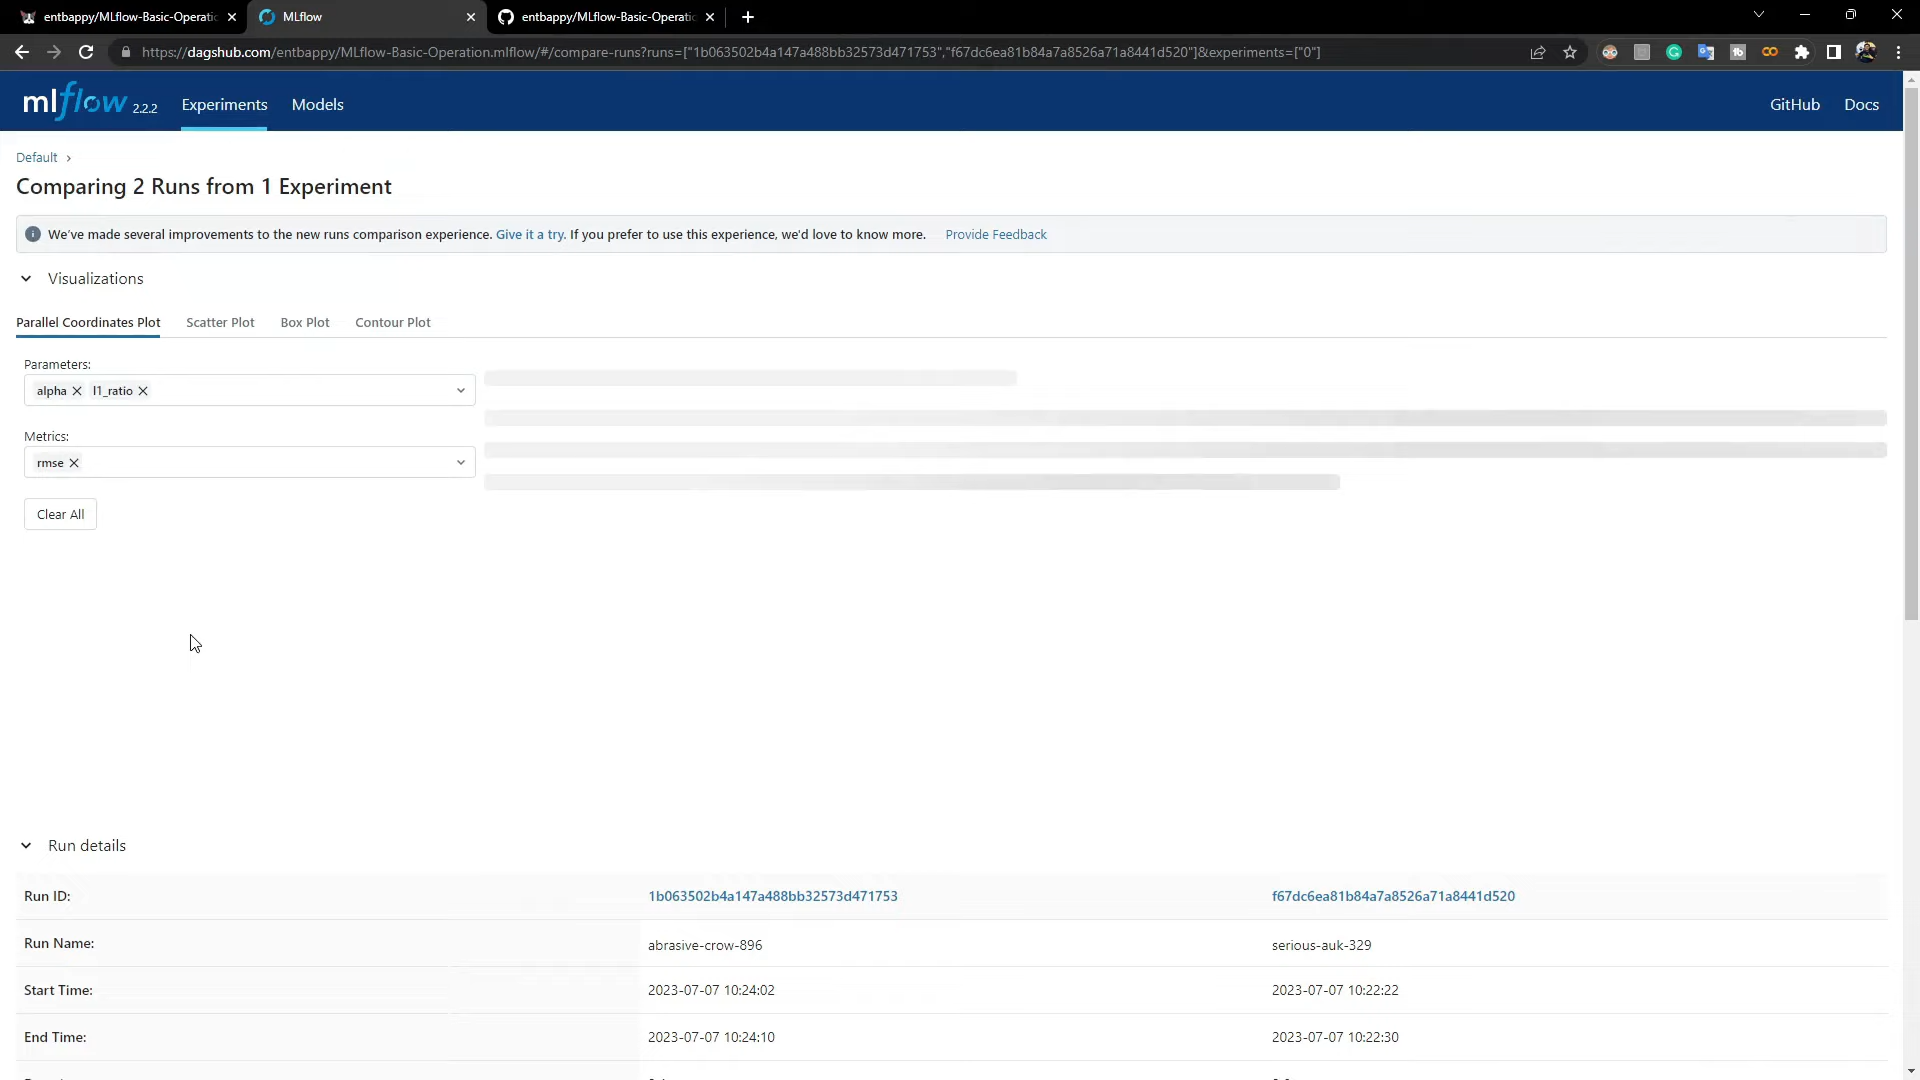 entbappy/MLflow-Basic-Operatio
MLflow
entbappy/MLflow-Basic-Operatio
https://dagshub.com/entbappy/MLflow-Basic-Operation.mlflow/#/compare-runs?runs=["1b063502b4a147a488bb32573d471753","f67dc6ea81b84a7a8526a71a8441d520"]&experiments=["0"]
mlflow 2.2.2 Experiments Models GitHub Docs
Default ›
Comparing 2 Runs from 1 Experiment
We've made several improvements to the new runs comparison experience. Give it a try. If you prefer to use this experience, we'd love to know more. Provide Feedback
Visualizations
Parallel Coordinates Plot Scatter Plot Box Plot Contour Plot
Parameters:
alpha l1_ratio
Metrics:
rmse
Clear All
Run details
Run ID: 1b063502b4a147a488bb32573d471753 f67dc6ea81b84a7a8526a71a8441d520
Run Name: abrasive-crow-896 serious-auk-329
Start Time: 2023-07-07 10:24:02 2023-07-07 10:22:22
End Time: 2023-07-07 10:24:10 2023-07-07 10:22:30